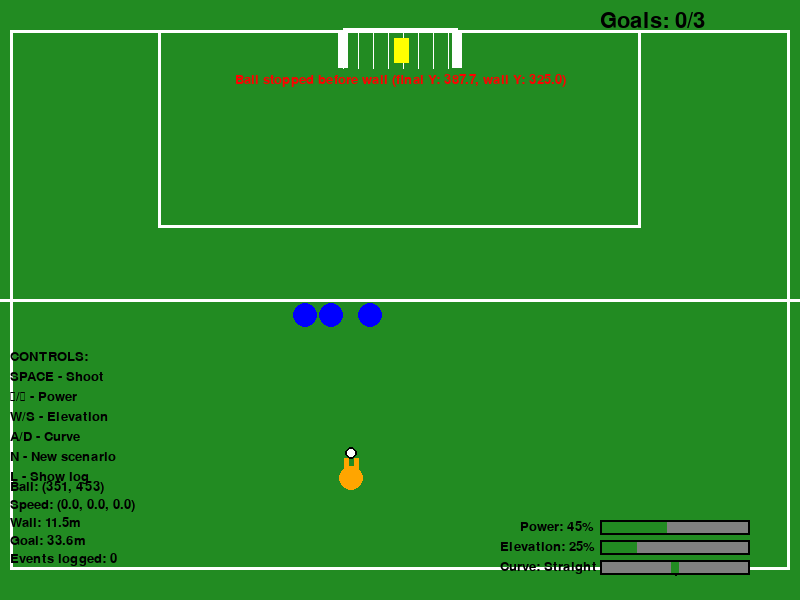 Goals: 0/3
Ball stopped before wall (final Y: 387.7, wall Y: 325.0)
CONTROLS:
SPACE - Shoot
▯/▯ - Power
W/S - Elevation
A/D - Curve
N - New scenario
L - Show log
Ball: (351, 453)
Speed: (0.0, 0.0, 0.0)
Wall: 11.5m
Goal: 33.6m
Events logged: 0
Power: 45%
Elevation: 25%
Curve: Straight